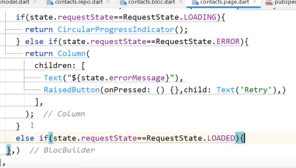 model.dart × contacts.repo.dart × contacts.bloc.dart × contacts.page.dart × pubspe
if(state.requestState==RequestState.LOADING){
return CircularProgressIndicator();
} else if(state.requestState==RequestState.ERROR){
return Column(
children: [
Text("${state.errorMessage}"),
RaisedButton(onPressed: () {},child: Text('Retry'),)
],
); // Column
}
else if(state.requestState==RequestState.LOADED){
},) // BlocBuilder